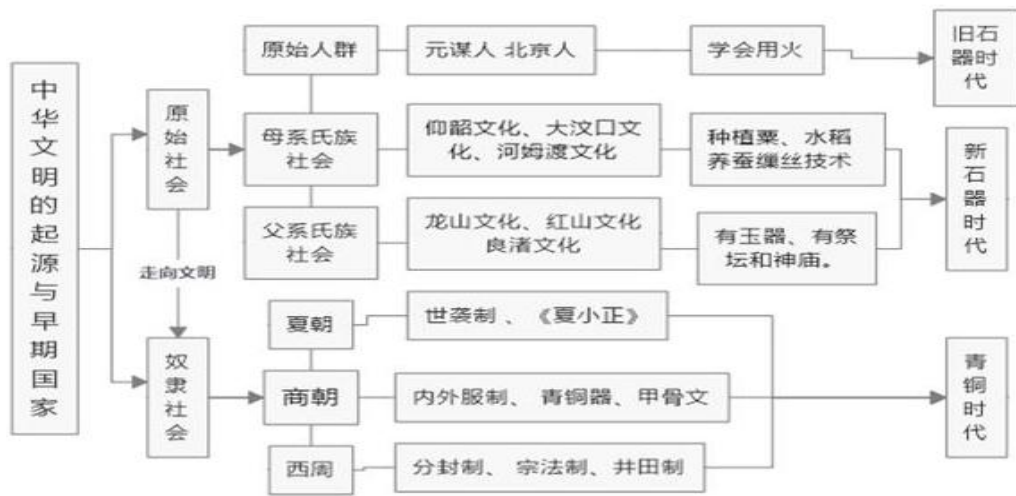 中华文明的起源与早期国家
原始社会
走向文明
奴隶社会
原始人群
元谋人 北京人
学会用火
旧石
器时
代
母系氏族
社会
仰韶文化、大汶口文
化、河姆渡文化
种植粟、水稻
养蚕缫丝技术
新石器时代
父系氏族
社会
龙山文化、红山文化
良渚文化
有玉器、有祭
坛和神庙。
夏朝
世袭制 、《夏小正》
商朝
内外服制、 青铜器、甲骨文
西周
分封制、 宗法制、井田制
青铜时代